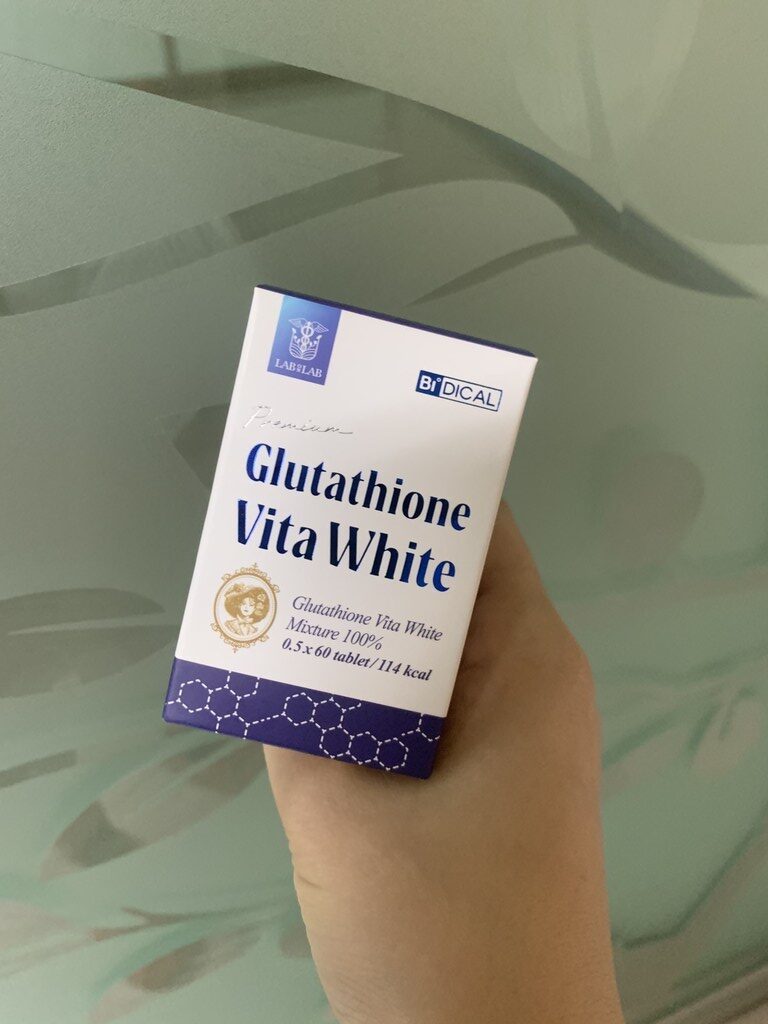 LAB LAB
Bi°DICAL
Premium
Glutathione
Vita White
Glutathione Vita White
Mixture 100%
0.5 x 60 tablet / 114 kcal